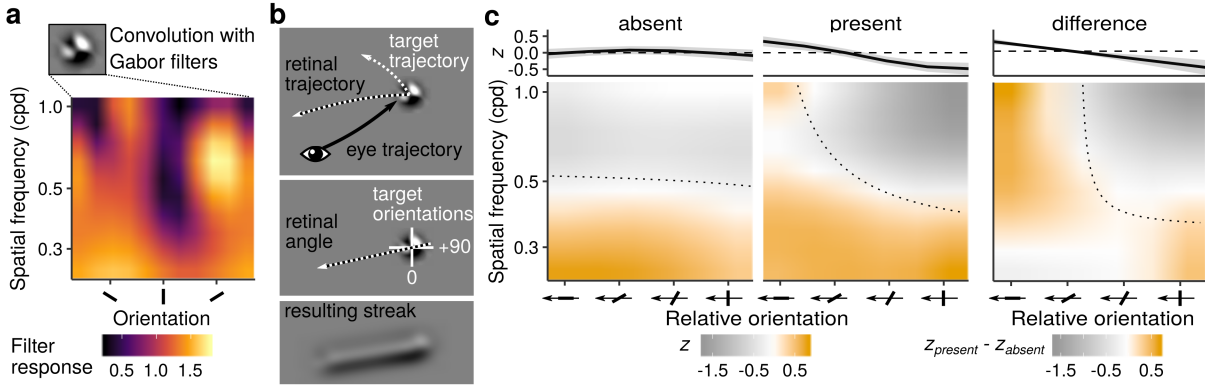 a
Convolution with
Gabor filters
Spatial frequency (cpd)
1.0
0.5
0.3
Orientation
Filter
response
0.5 1.0 1.5
b
target
trajectory
retinal
trajectory
eye trajectory
target
orientations
retinal
angle
+90
0
resulting streak
c
absent present difference
z
0.5
0.0
-0.5
Spatial frequency (cpd)
1.0
0.5
0.3
Relative orientation
Relative orientation
z
-1.5 -0.5 0.5
zpresent - zabsent
-1.5 -0.5 0.5